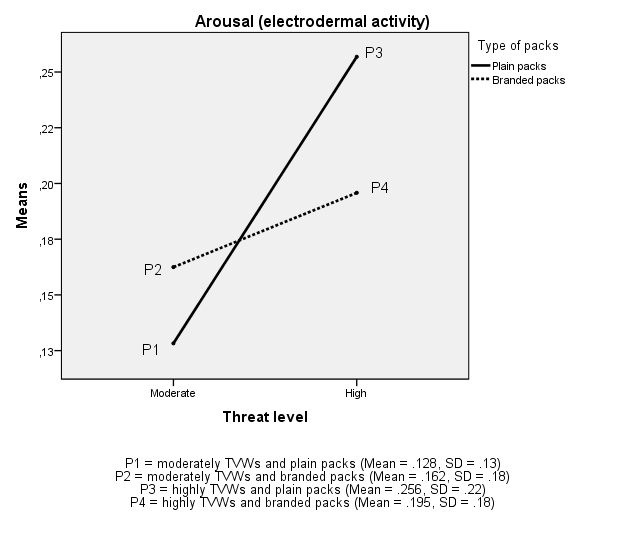 Arousal (electrodermal activity)
Type of packs
Plain packs
Branded packs
P3
P4
P2
P1
,25
,22
,20
,18
,15
,13
Means
Moderate
High
Threat level
P1 = moderately TVWs and plain packs (Mean = .128, SD = .13)
P2 = moderately TVWs and branded packs (Mean = .162, SD = .18)
P3 = highly TVWs and plain packs (Mean = .256, SD = .22)
P4 = highly TVWs and branded packs (Mean = .195, SD = .18)